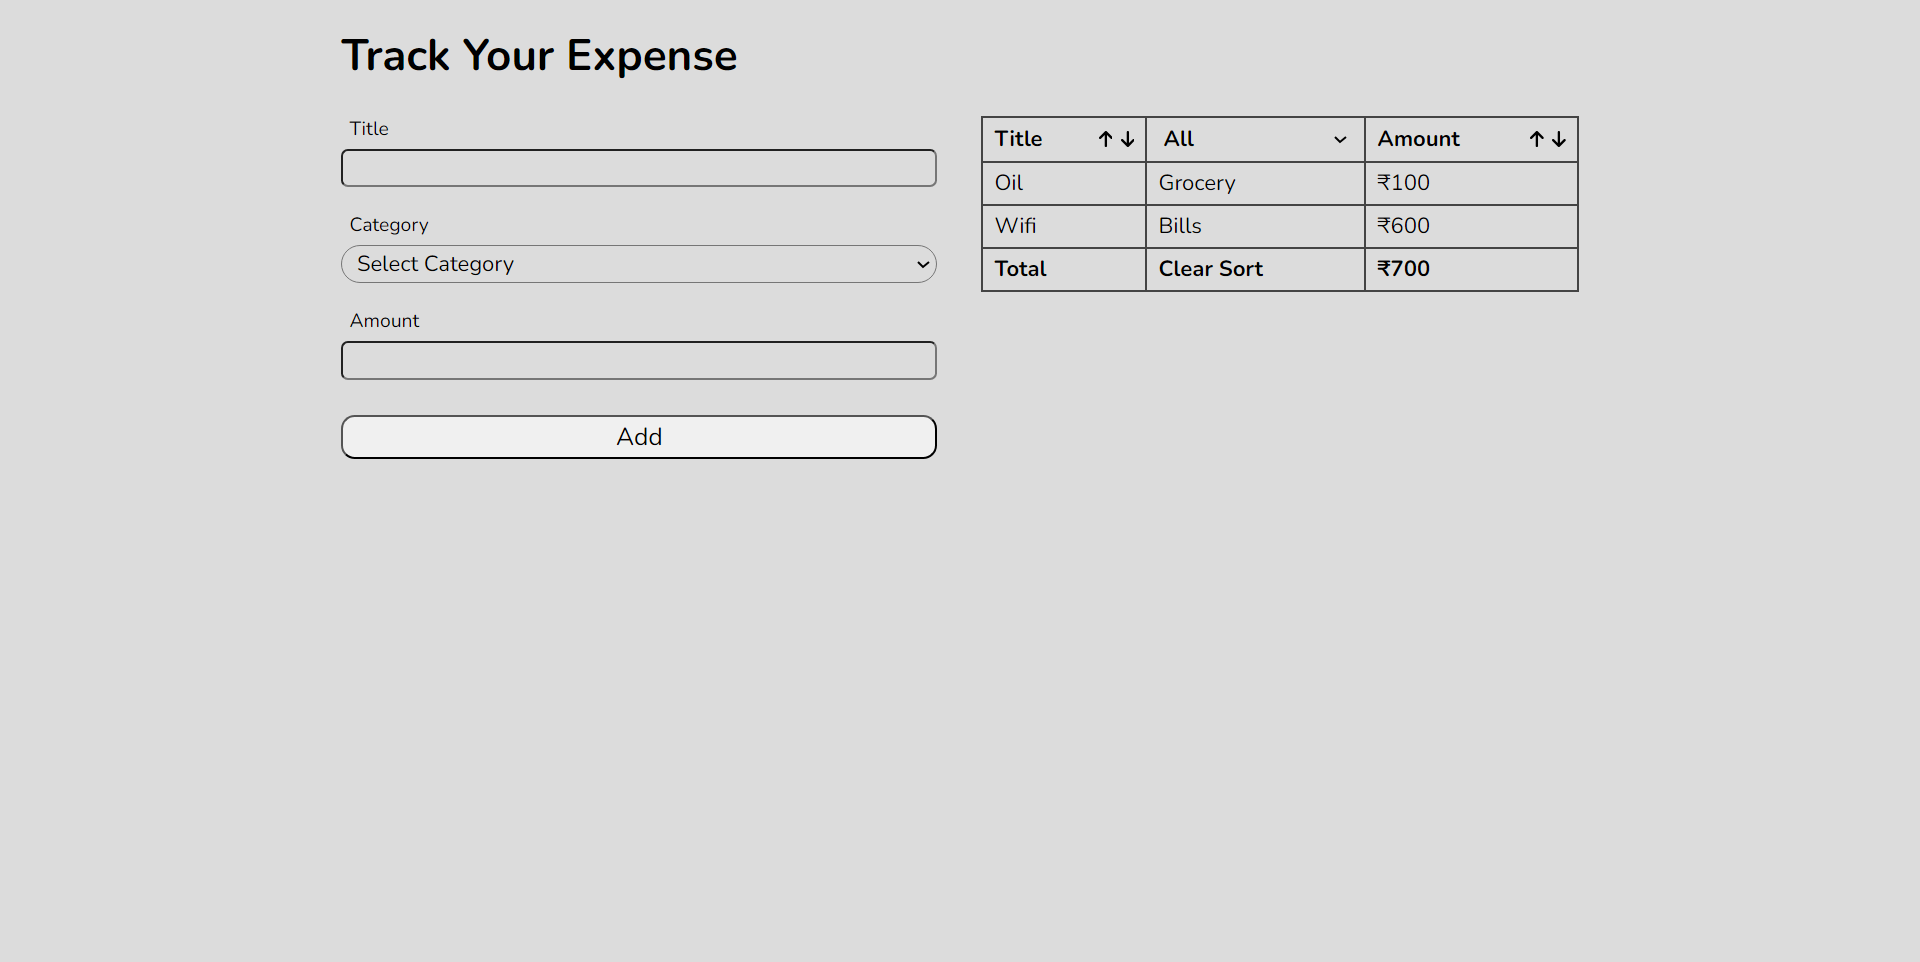 Track Your Expense
Title
Category
Select Category
Amount
Add
Title All Amount
Oil Grocery ₹100
Wifi Bills ₹600
Total Clear Sort ₹700